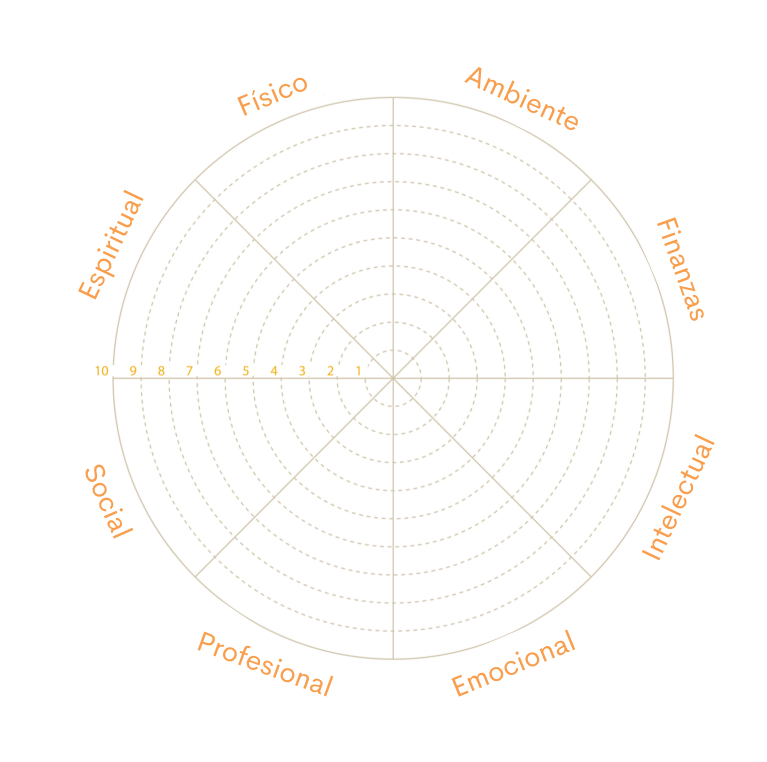 Físico
Ambiente
Espiritual
Finanzas
10 9 8 7 6 5 4 3 2 1
Social
Intelectual
Profesional
Emocional